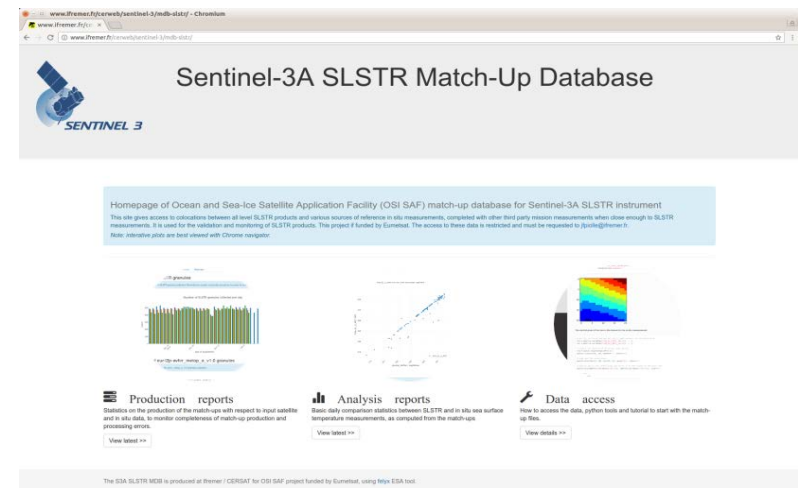 www.ifremer.fr/cerweb/sentinel-3/mdb-slstr/ - Chromium
www.ifremer.fr/cer
www.ifremer.fr/cerweb/sentinel-3/mdb-slstr/
Sentinel-3A SLSTR Match-Up Database
SENTINEL 3
Homepage of Ocean and Sea-Ice Satellite Application Facility (OSI SAF) match-up database for Sentinel-3A SLSTR instrument
This site gives access to colocations between all level SLSTR products and various sources of reference in situ measurements, completed with other third party mission measurements when close enough to SLSTR
measurements. It is used for the validation and monitoring of SLSTR products. This project if funded by Eumetsat. The access to these data is restricted and must be requested to jfpiolle@ifremer.fr.
Note: Interative plots are best viewed with Chrome navigator.
granules
Production reports
Statistics on the production of the match-ups with respect to input satellite
and in situ data, to monitor completeness of match-up production and
processing errors.
View latest >>
Analysis reports
Basic daily comparison statistics between SLSTR and in situ sea surface
temperature measurements, as computed from the match-ups
View latest >>
Data access
How to access the data, python tools and tutorial to start with the match-
up files.
View details >>
The S3A SLSTR MDB is produced at Ifremer / CERSAT for OSI SAF project funded by Eumetsat, using felyx ESA tool.